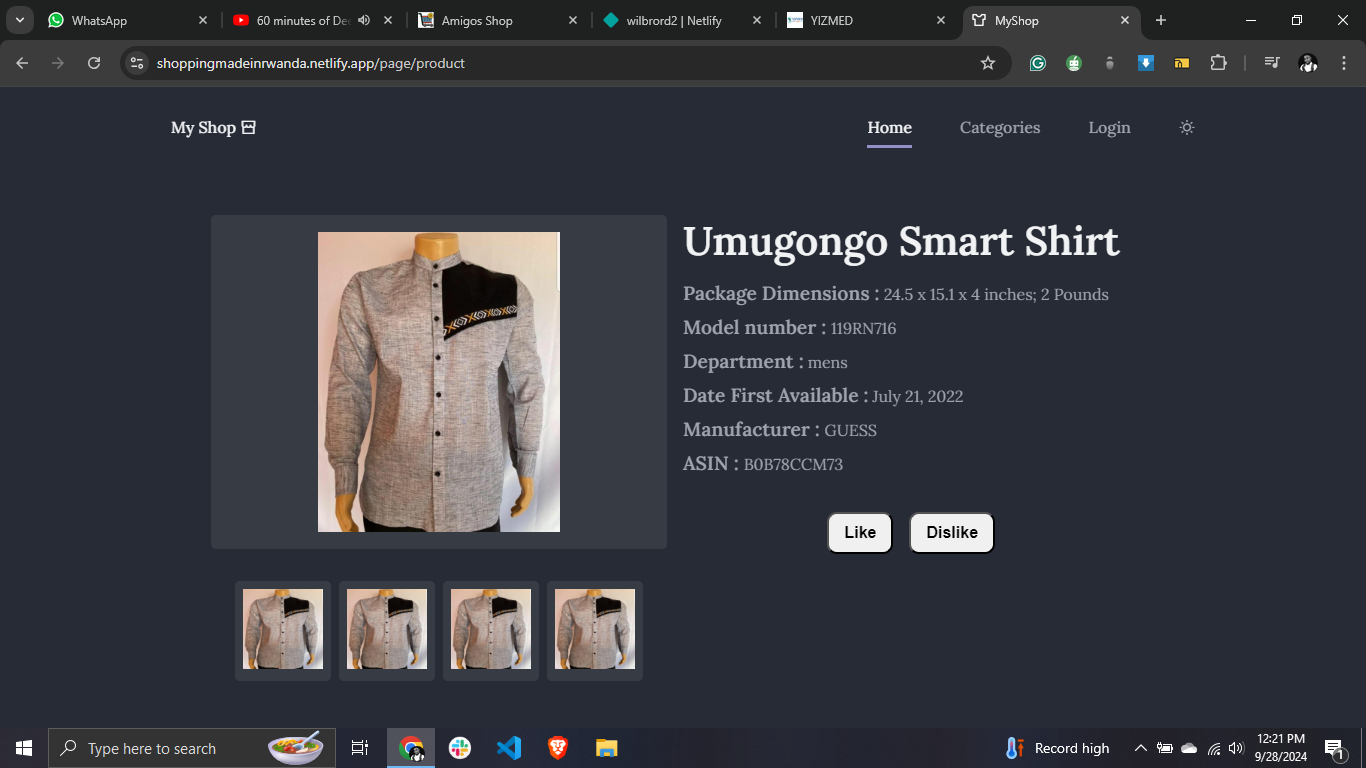 WhatsApp
60 minutes of Dee
Amigos Shop
wilbrord2 | Netlify
YIZMED
MyShop
shoppingmadeinrwanda.netlify.app/page/product
My Shop
Home
Categories
Login
Umugongo Smart Shirt
Package Dimensions : 24.5 x 15.1 x 4 inches; 2 Pounds
Model number : 119RN716
Department : mens
Date First Available : July 21, 2022
Manufacturer : GUESS
ASIN : B0B78CCM73
Like
Dislike
Type here to search
Record high
12:21 PM
9/28/2024
1